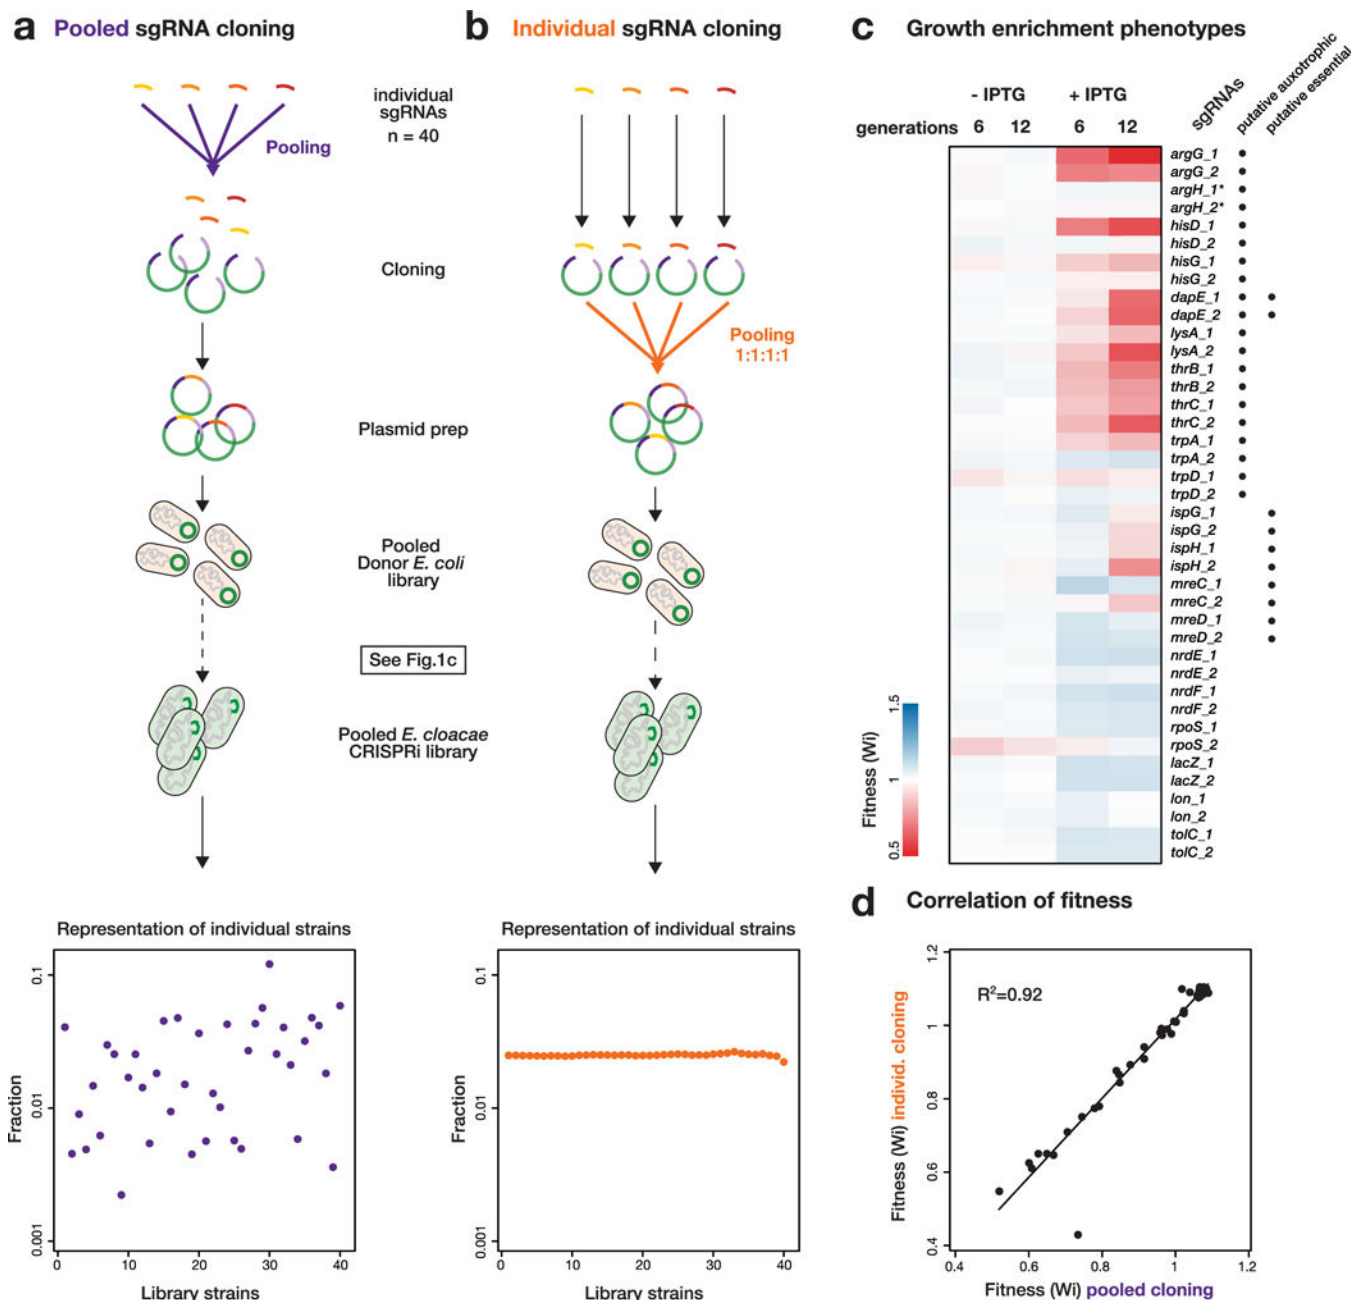 a Pooled sgRNA cloning
individual
sgRNAs
n = 40
Pooling
Cloning
Plasmid prep
Pooled
Donor E. coli
library
See Fig.1c
Pooled E. cloacae
CRISPRi library
Representation of individual strains
Fraction
0.1
0.01
0.001
0
10
20
30
40
Library strains
b Individual sgRNA cloning
Pooling
1:1:1:1
Representation of individual strains
Fraction
0.1
0.01
0.001
0
10
20
30
40
Library strains
c Growth enrichment phenotypes
- IPTG
+ IPTG
generations 6 12 6 12
sgRNAs
putative auxotrophic
putative essential
argG_1
argG_2
argH_1*
argH_2*
hisD_1
hisD_2
hisG_1
hisG_2
dapE_1
dapE_2
lysA_1
lysA_2
thrB_1
thrB_2
thrC_1
thrC_2
trpA_1
trpA_2
trpD_1
trpD_2
ispG_1
ispG_2
ispH_1
ispH_2
mreC_1
mreC_2
mreD_1
mreD_2
nrdE_1
nrdE_2
nrdF_1
nrdF_2
rpoS_1
rpoS_2
lacZ_1
lacZ_2
lon_1
lon_2
tolC_1
tolC_2
Fitness (Wi)
1.5
1
0.5
d Correlation of fitness
R2=0.92
Fitness (Wi) individ. cloning
1.2
1
0.8
0.6
0.4
0.4
0.6
0.8
1
1.2
Fitness (Wi) pooled cloning